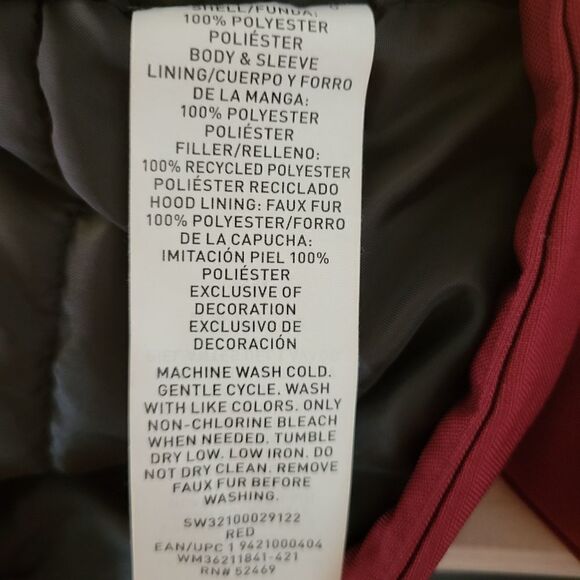 SHELL/FUNDA:
100% POLYESTER
POLIÉSTER
BODY & SLEEVE
LINING/CUERPO Y FORRO
DE LA MANGA:
100% POLYESTER
POLIÉSTER
FILLER/RELLENO:
100% RECYCLED POLYESTER
POLIÉSTER RECICLADO
HOOD LINING: FAUX FUR
100% POLYESTER/FORRO
DE LA CAPUCHA:
IMITACIÓN PIEL 100%
POLIÉSTER
EXCLUSIVE OF
DECORATION
EXCLUSIVO DE
DECORACIÓN
MACHINE WASH COLD.
GENTLE CYCLE. WASH
WITH LIKE COLORS. ONLY
NON-CHLORINE BLEACH
WHEN NEEDED. TUMBLE
DRY LOW. LOW IRON. DO
NOT DRY CLEAN. REMOVE
FAUX FUR BEFORE
WASHING.
SW32100029122
RED
EAN/UPC 1 9421000404
WM36211841-421
RN# 52469